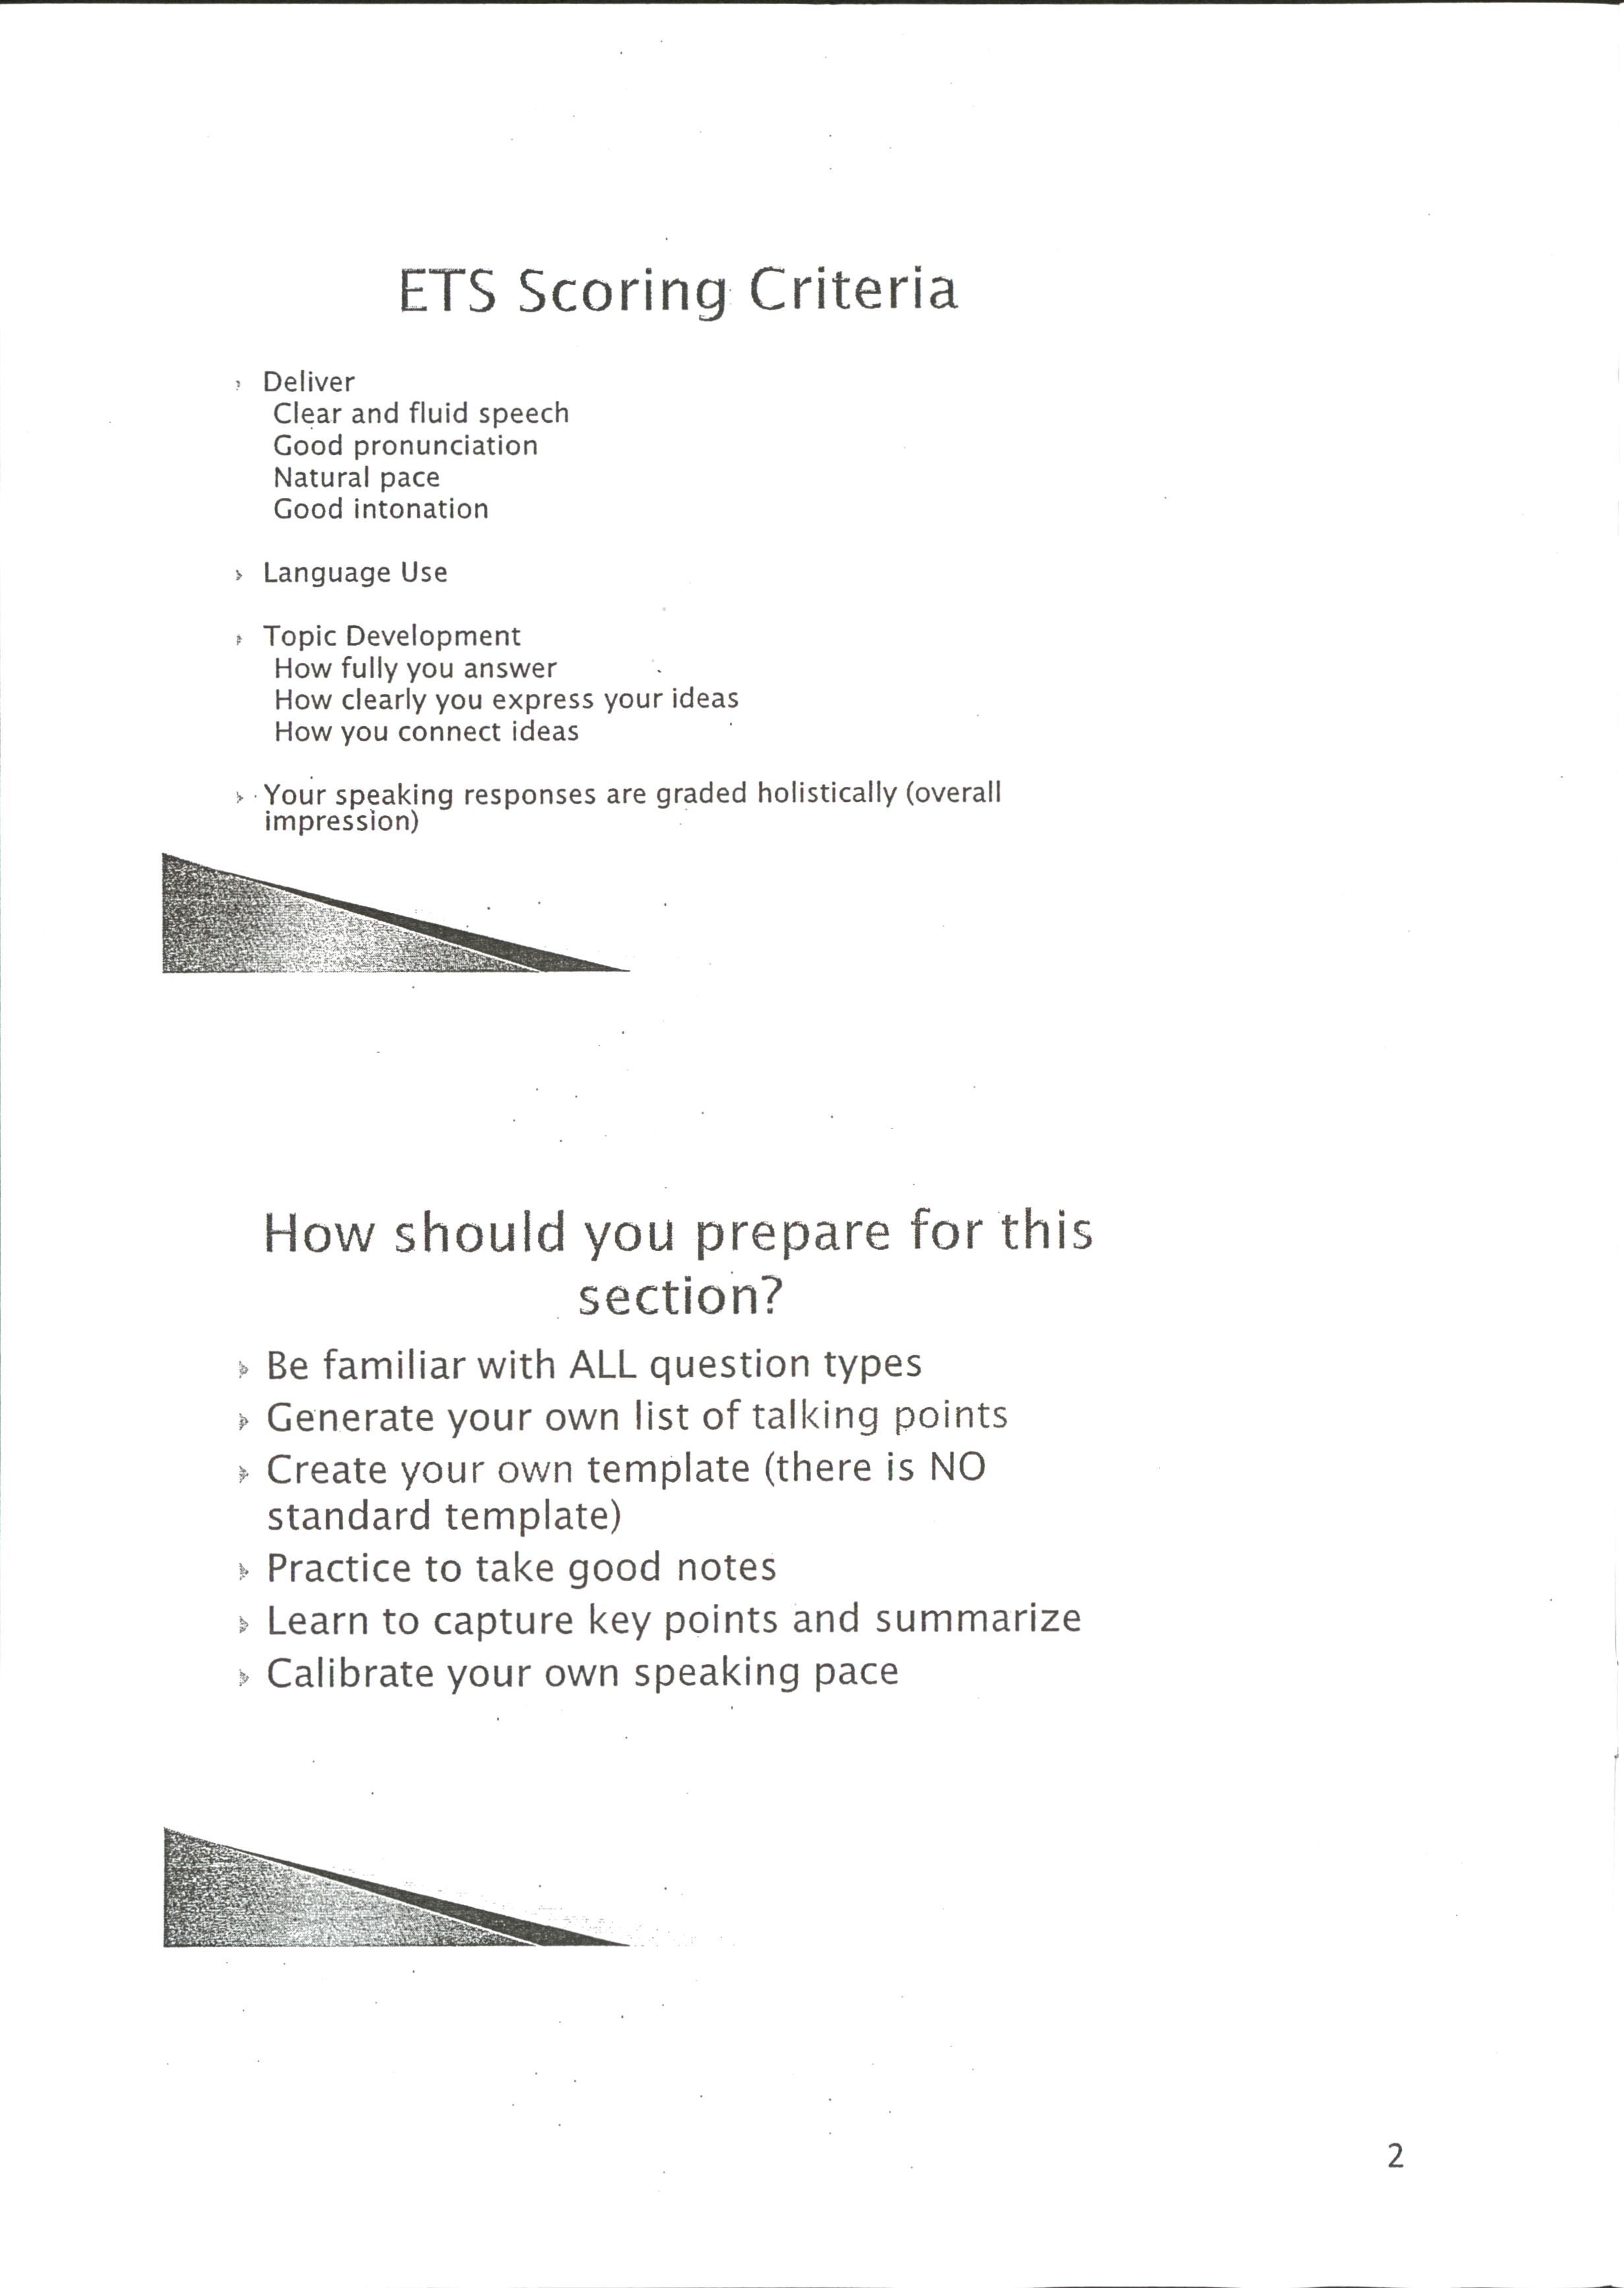 ETS Scoring Criteria
Deliver
Clear and fluid speech
Good pronunciation
Natural pace
Good intonation
Language Use
Topic Development
How fully you answer
How clearly you express your ideas
How you connect ideas
Your speaking responses are graded holistically (overall
impression)
How should you prepare for this
section?
Be familiar with ALL question types
Generate your own list of talking points
Create your own template (there is NO
standard template)
Practice to take good notes
Learn to capture key points and summarize
Calibrate your own speaking pace
2